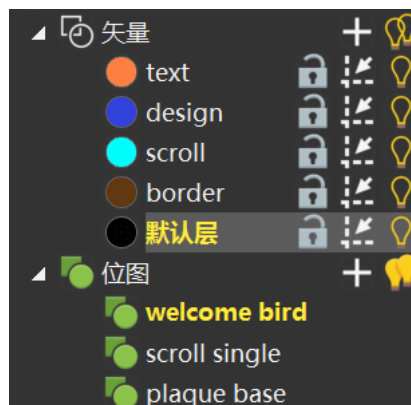 矢量
text
design
scroll
border
默认层
位图
welcome bird
scroll single
plaque base